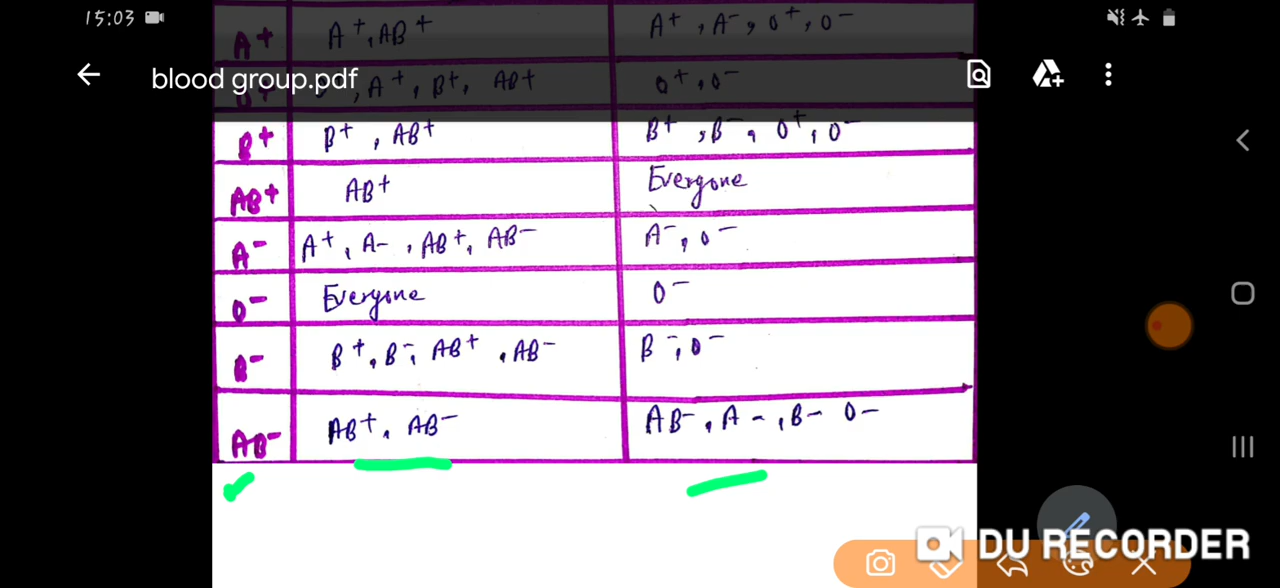 15:03
A+ A+, AB+ A+, A-, O+, O-
blood group.pdf
, A+, B+, AB+ O+, O-
B+ B+, AB+ B+, B-, O+, O-
AB+ AB+ Everyone
A- A+, A-, AB+, AB- A-, O-
O- Everyone O-
B- B+, B-, AB+, AB- B-, O-
AB- AB+, AB- AB-, A-, B- O-
DU RECORDER